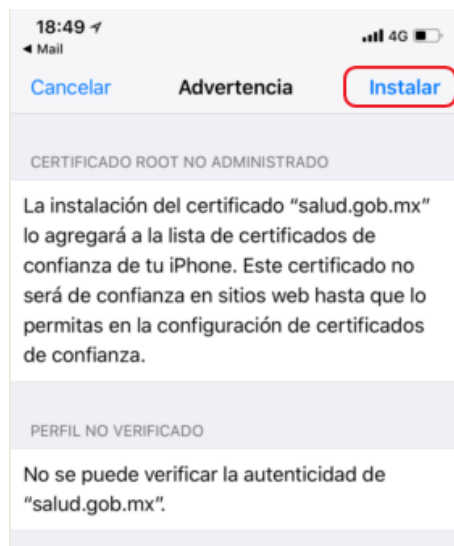 18:49
Mail
4G
Cancelar
Advertencia
Instalar
CERTIFICADO ROOT NO ADMINISTRADO
La instalación del certificado “salud.gob.mx”
lo agregará a la lista de certificados de
confianza de tu iPhone. Este certificado no
será de confianza en sitios web hasta que lo
permitas en la configuración de certificados
de confianza.
PERFIL NO VERIFICADO
No se puede verificar la autenticidad de
“salud.gob.mx”.